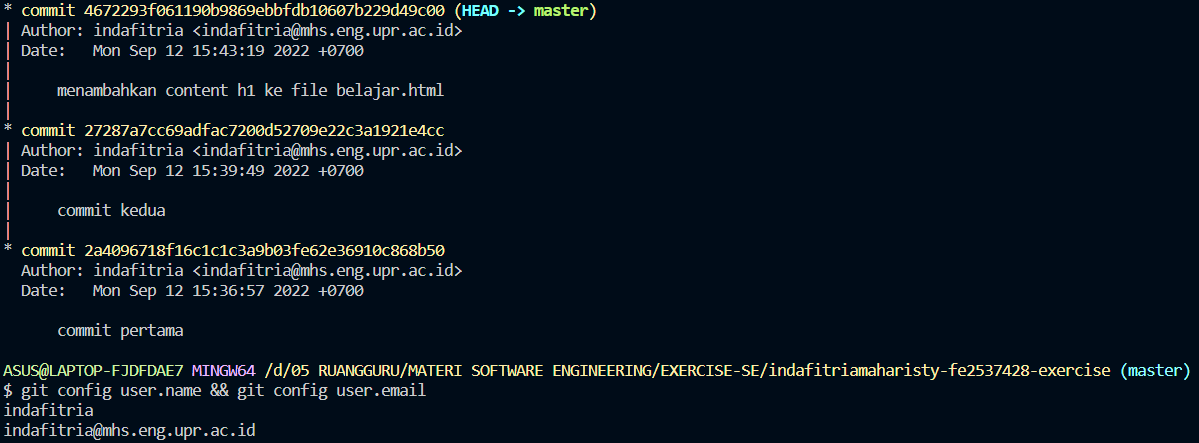 * commit 4672293f061190b9869ebbfdb10607b229d49c00 (HEAD -> master)
| Author: indafitria <indafitria@mhs.eng.upr.ac.id>
| Date:   Mon Sep 12 15:43:19 2022 +0700
|
|     menambahkan content h1 ke file belajar.html
|
* commit 27287a7cc69adfac7200d52709e22c3a1921e4cc
| Author: indafitria <indafitria@mhs.eng.upr.ac.id>
| Date:   Mon Sep 12 15:39:49 2022 +0700
|
|     commit kedua
|
* commit 2a4096718f16c1c1c3a9b03fe62e36910c868b50
  Author: indafitria <indafitria@mhs.eng.upr.ac.id>
  Date:   Mon Sep 12 15:36:57 2022 +0700

      commit pertama

ASUS@LAPTOP-FJDFDAE7 MINGW64 /d/05 RUANGGURU/MATERI SOFTWARE ENGINEERING/EXERCISE-SE/indafitriamaharisty-fe2537428-exercise (master)
$ git config user.name && git config user.email
indafitria
indafitria@mhs.eng.upr.ac.id